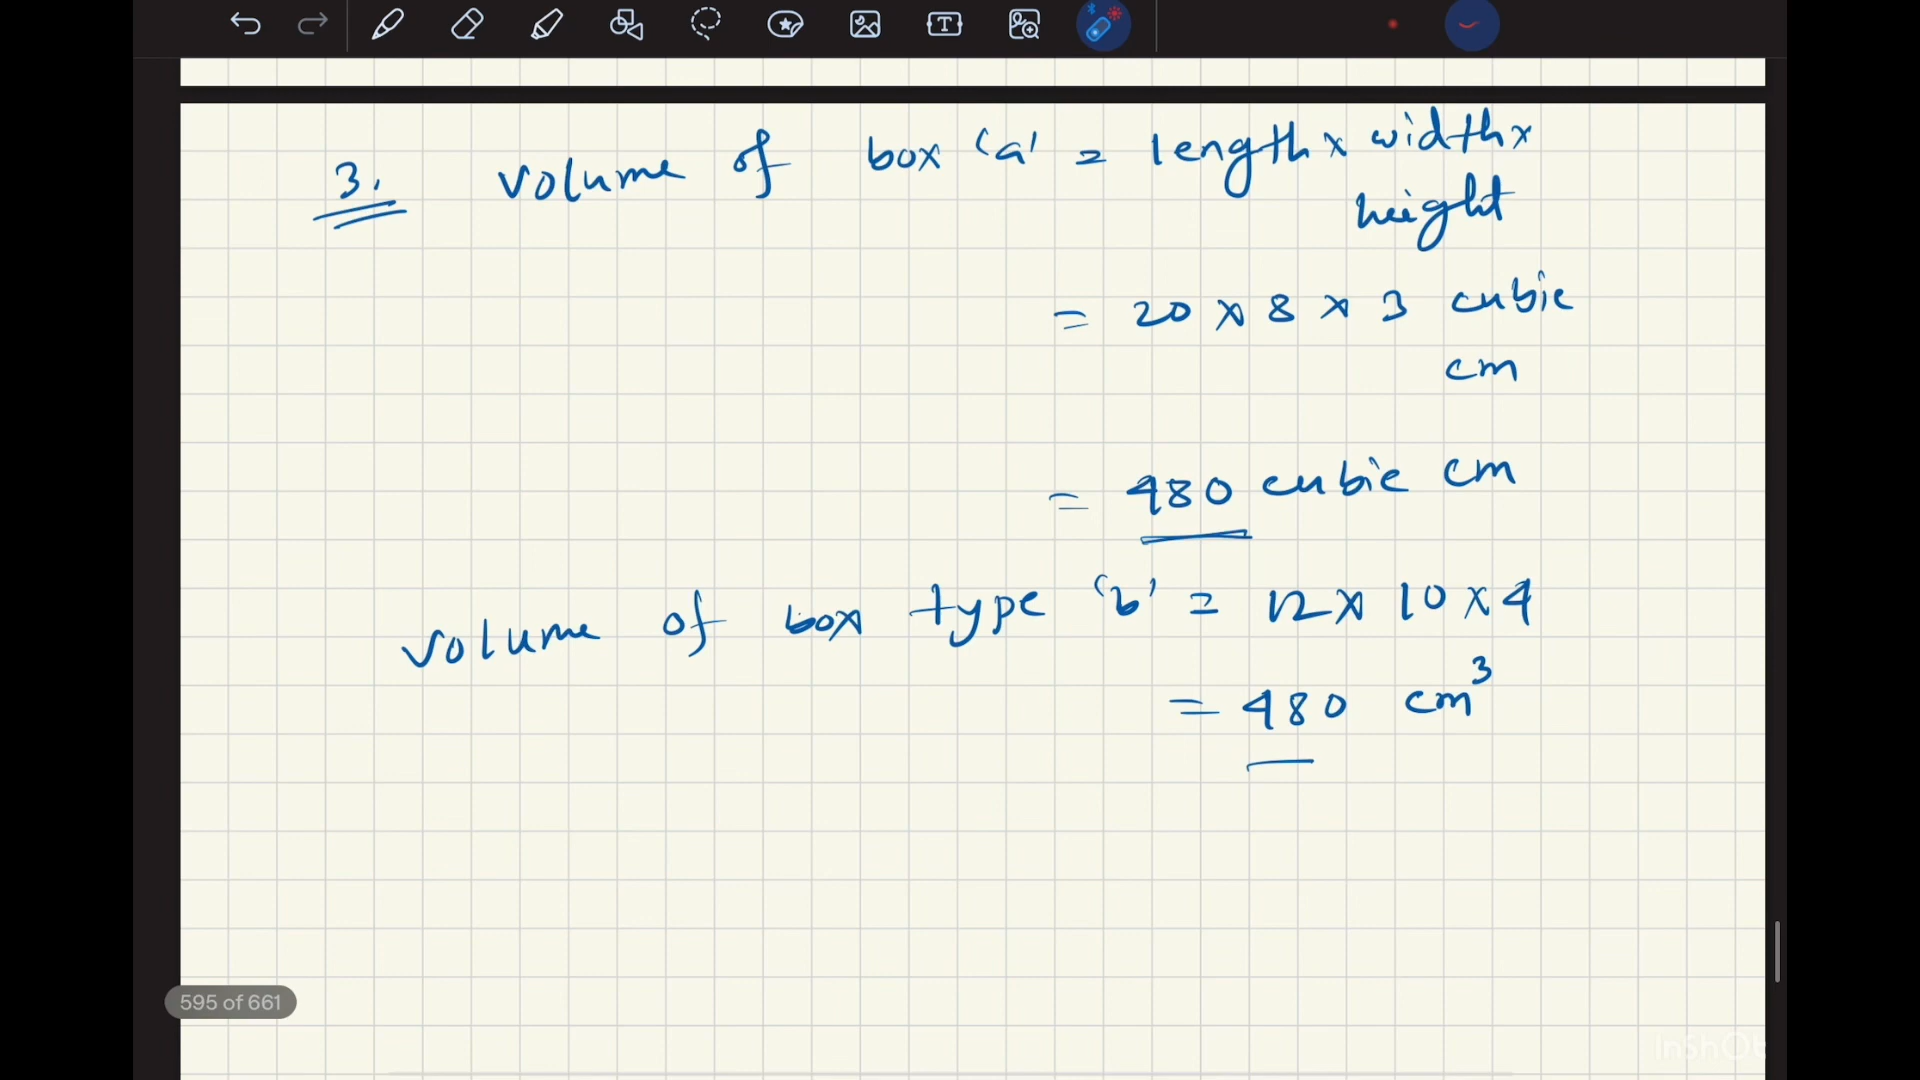 3. volume of box 'a' = length x width x
height
= 20 x 8 x 3 cubic
cm
= 480 cubic cm
volume of box type 'b' = 12 x 10 x 4
= 480 cm³
595 of 661
InShOt